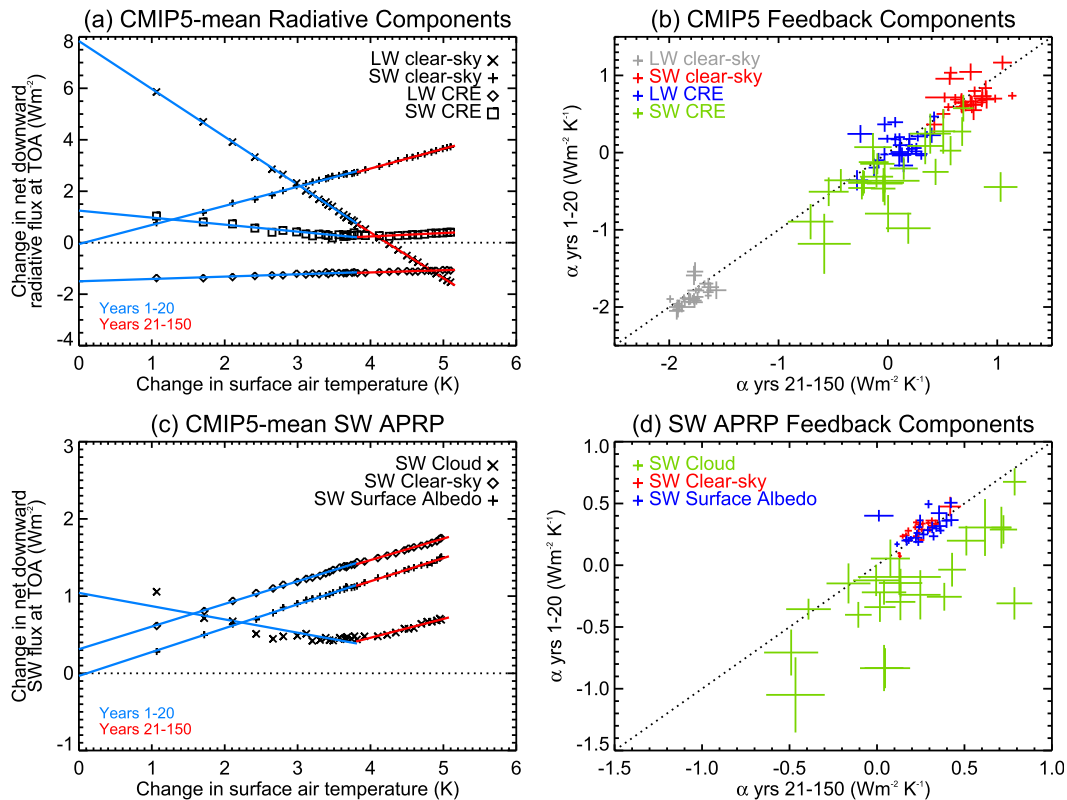 (a) CMIP5-mean Radiative Components
Change in net downward
radiative flux at TOA (Wm-2)
8
6
4
2
0
-2
-4
LW clear-sky
SW clear-sky
LW CRE
SW CRE
Years 1-20
Years 21-150
0 1 2 3 4 5 6
Change in surface air temperature (K)
(b) CMIP5 Feedback Components
α yrs 1-20 (Wm-2 K-1)
1
0
-1
-2
LW clear-sky
SW clear-sky
LW CRE
SW CRE
-2 -1 0 1
α yrs 21-150 (Wm-2 K-1)
(c) CMIP5-mean SW APRP
Change in net downward
SW flux at TOA (Wm-2)
3
2
1
0
-1
SW Cloud
SW Clear-sky
SW Surface Albedo
Years 1-20
Years 21-150
0 1 2 3 4 5 6
Change in surface air temperature (K)
(d) SW APRP Feedback Components
α yrs 1-20 (Wm-2 K-1)
1.0
0.5
0.0
-0.5
-1.0
-1.5
SW Cloud
SW Clear-sky
SW Surface Albedo
-1.5 -1.0 -0.5 0.0 0.5 1.0
α yrs 21-150 (Wm-2 K-1)